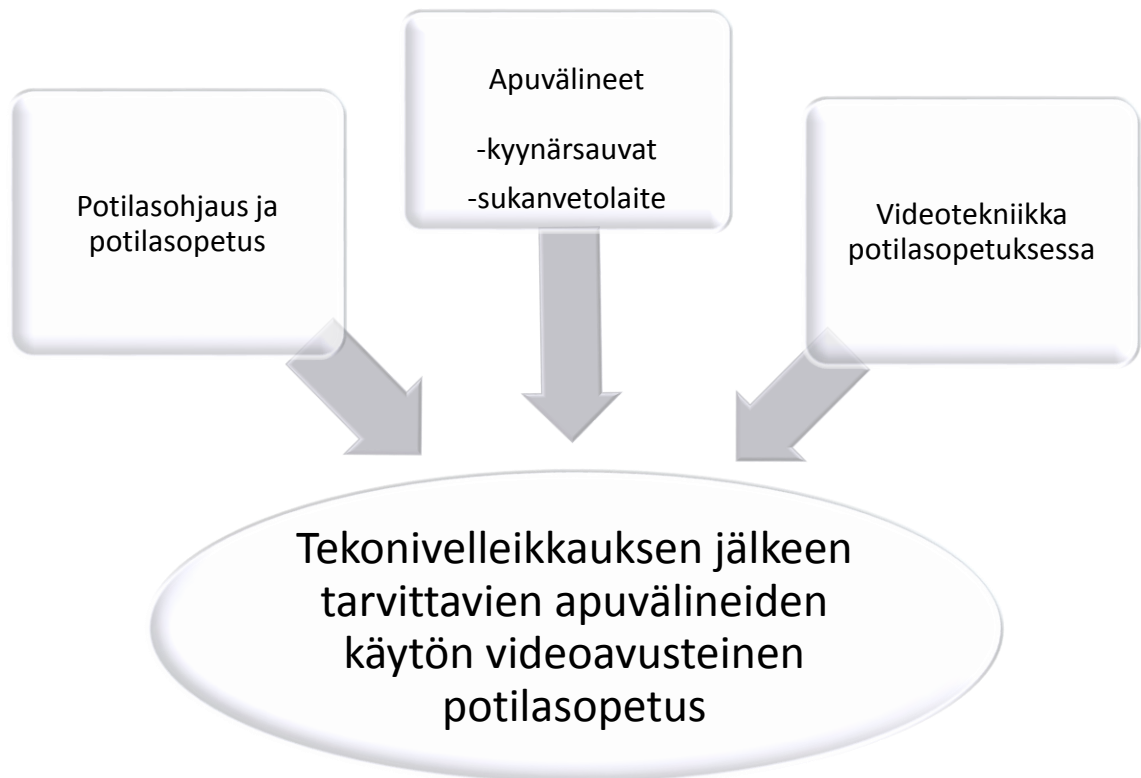 Potilasohjaus ja
potilasopetus
Apuvälineet
-kyynärsauvat
-sukanvetolaite
Videotekniikka
potilasopetuksessa
Tekonivelleikkauksen jälkeen
tarvittavien apuvälineiden
käytön videoavusteinen
potilasopetus